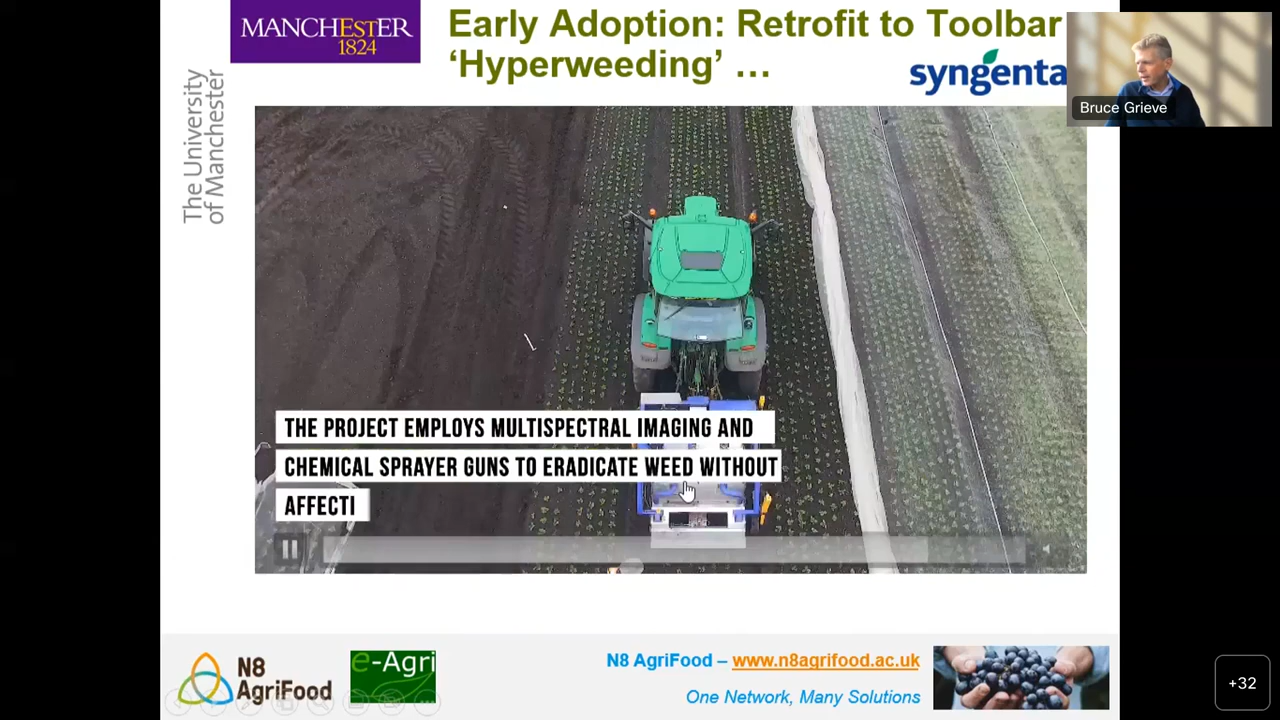 MANCHESTER
1824
The University
of Manchester
Early Adoption: Retrofit to Toolbar
‘Hyperweeding’ …
syngenta
Bruce Grieve
THE PROJECT EMPLOYS MULTISPECTRAL IMAGING AND
CHEMICAL SPRAYER GUNS TO ERADICATE WEED WITHOUT
AFFECTI
N8
AgriFood
e-Agri
N8 AgriFood – www.n8agrifood.ac.uk
One Network, Many Solutions
+32